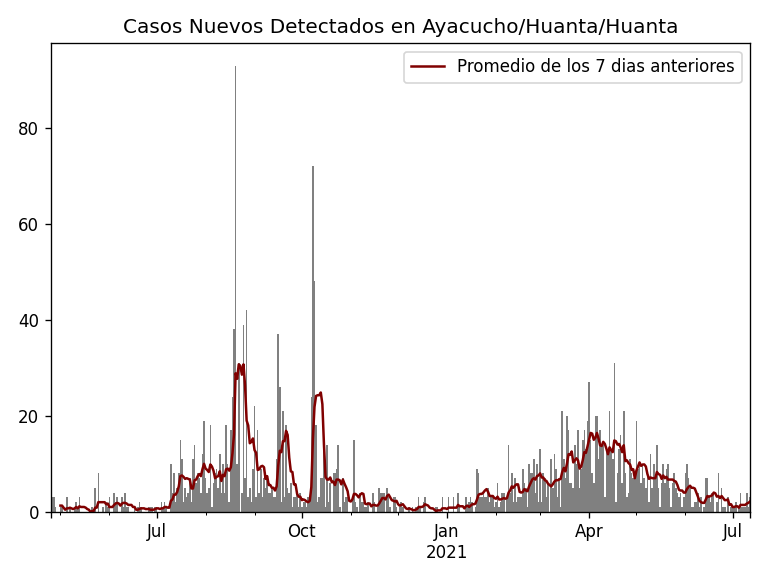 Casos Nuevos Detectados en Ayacucho/Huanta/Huanta
Promedio de los 7 dias anteriores
80
60
40
20
0
Jul Oct Jan Apr Jul
2021